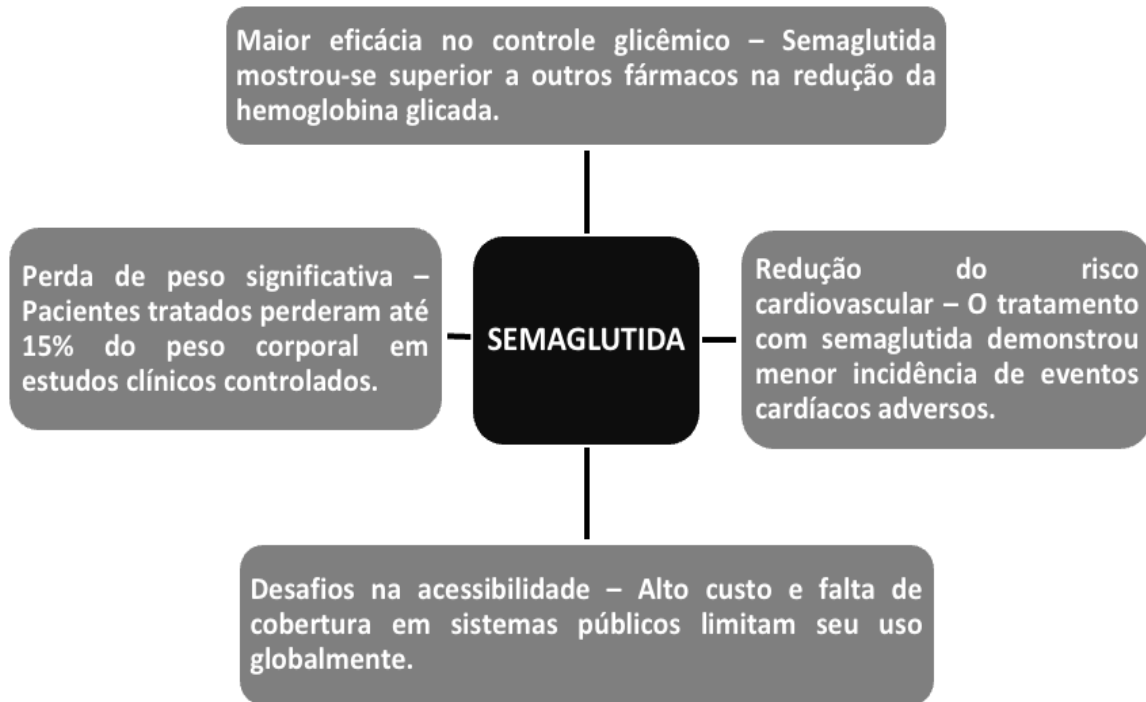 Maior eficácia no controle glicêmico – Semaglutida
mostrou-se superior a outros fármacos na redução da
hemoglobina glicada.
Perda de peso significativa –
Pacientes tratados perderam até
15% do peso corporal em
estudos clínicos controlados.
SEMAGLUTIDA
Redução do risco
cardiovascular – O tratamento
com semaglutida demonstrou
menor incidência de eventos
cardíacos adversos.
Desafios na acessibilidade – Alto custo e falta de
cobertura em sistemas públicos limitam seu uso
globalmente.